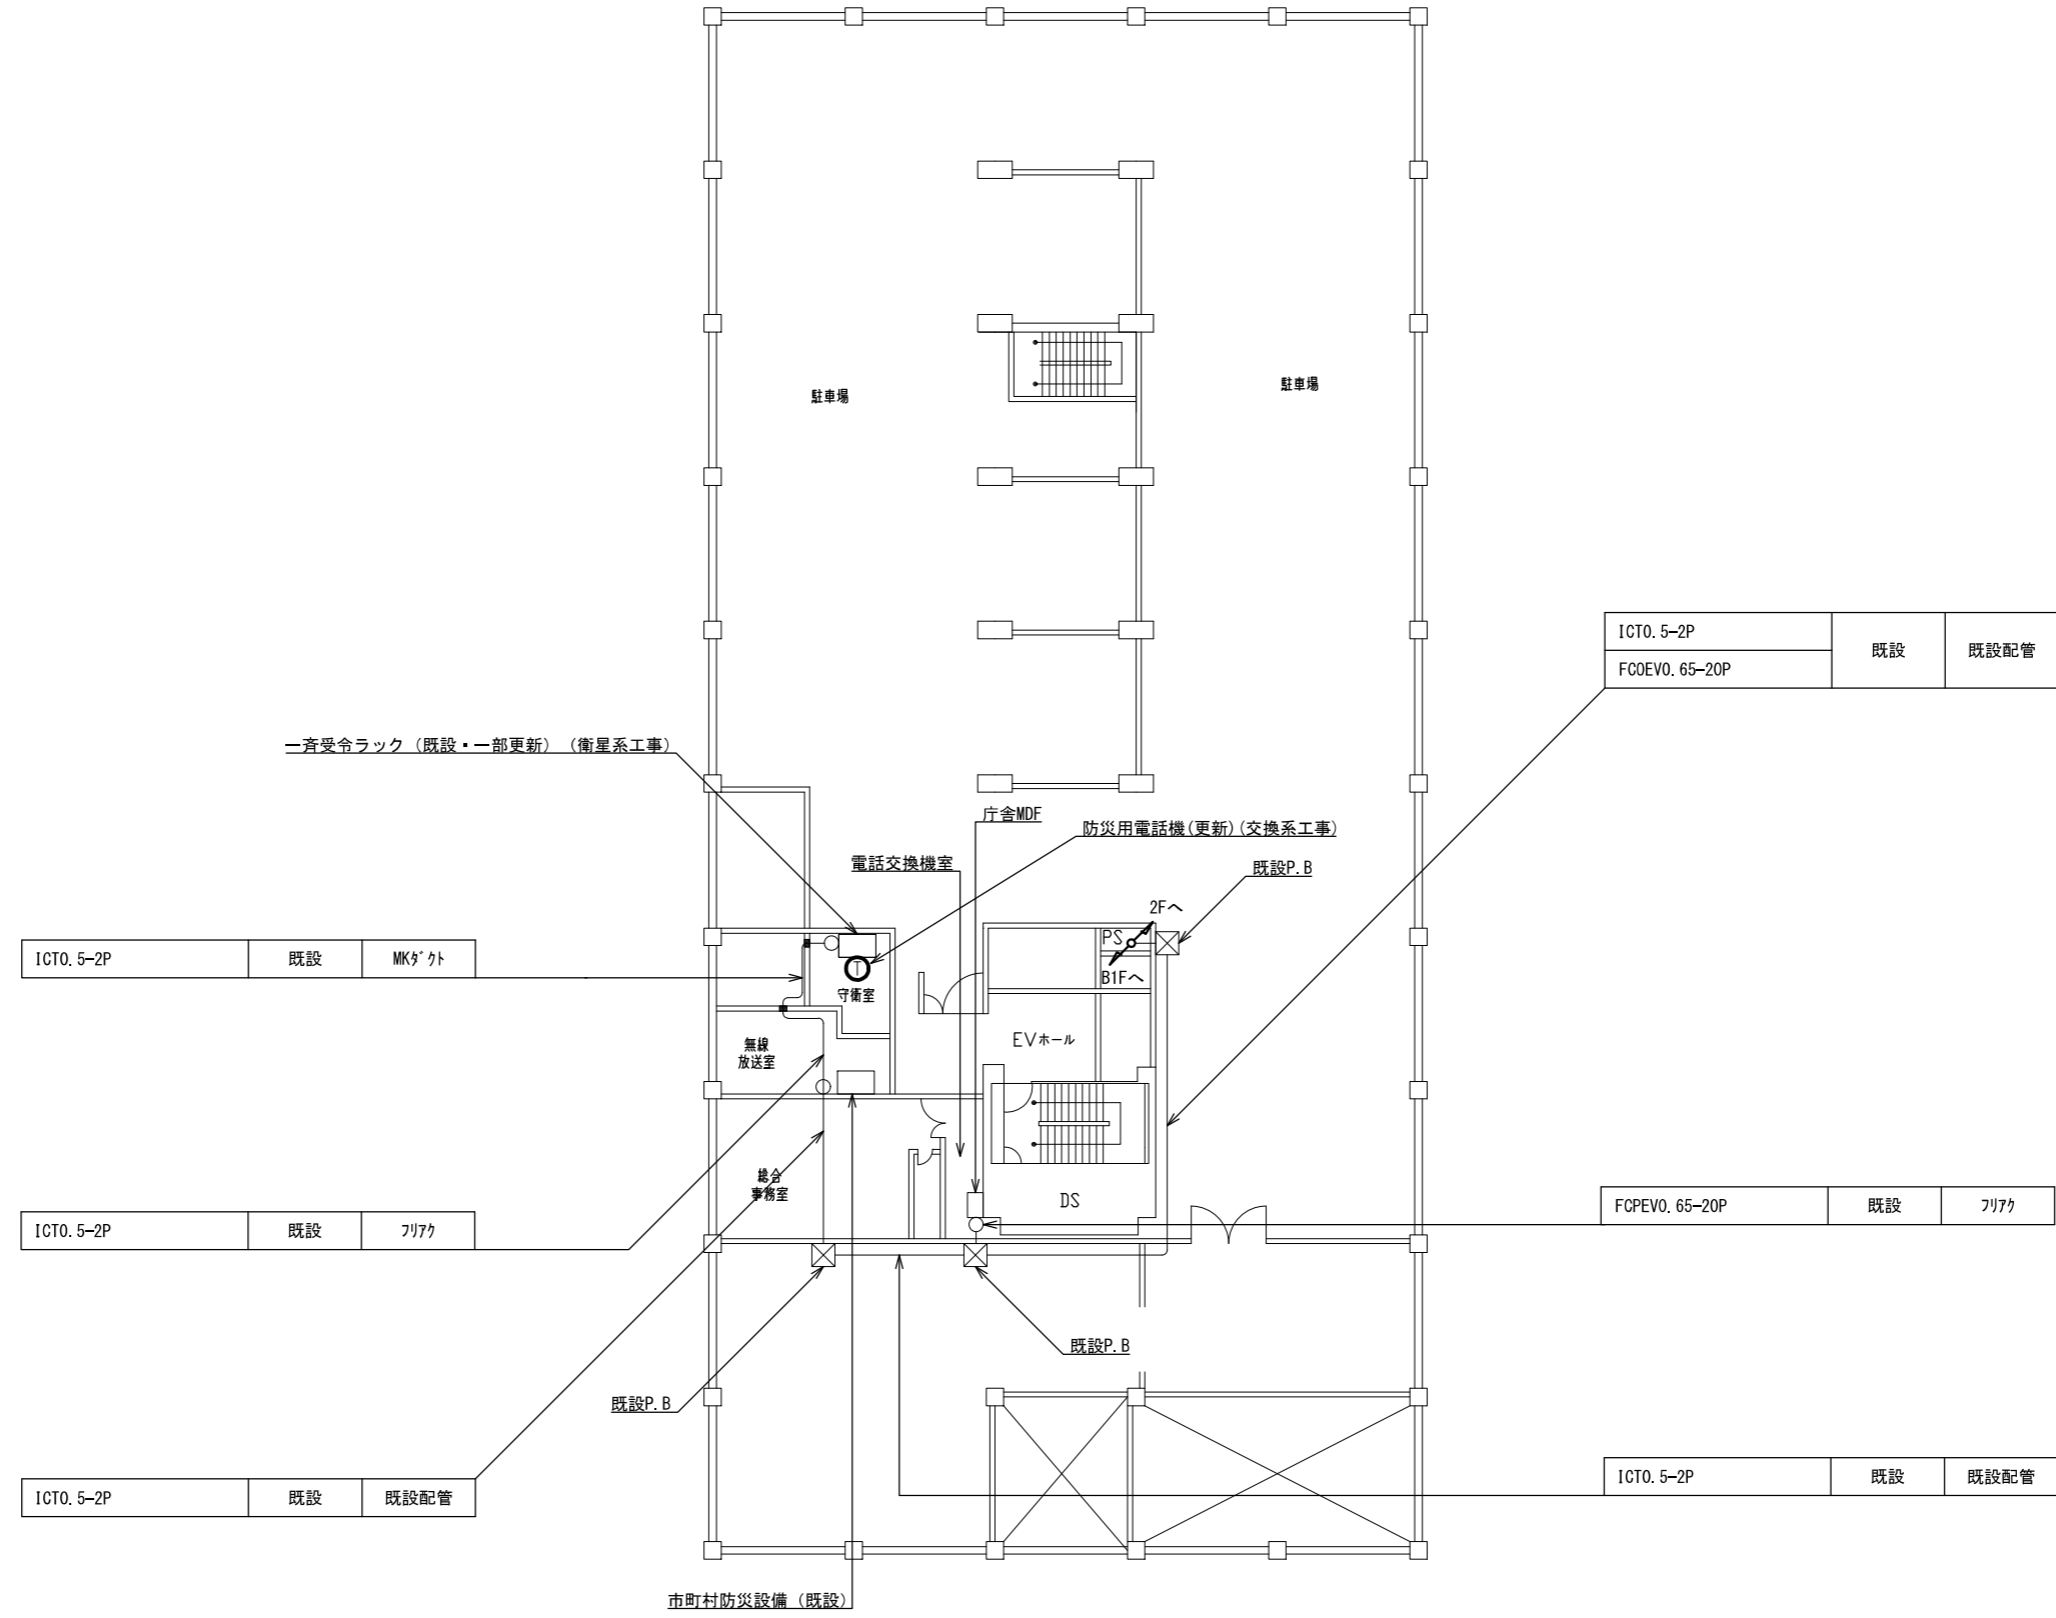 駐車場
駐車場
ICT0.5-2P 既設 既設配管
FCOEV0.65-20P
一斉受令ラック（既設・一部更新）（衛星系工事）
庁舎MDF
防災用電話機(更新)(交換系工事)
電話交換機室
既設P.B
2Fへ
PS
B1Fへ
ICT0.5-2P 既設 MKﾀﾞｸﾄ
T
守衛室
EVホール
無線
放送室
総合
事務室
DS
FCPEV0.65-20P 既設 ﾌﾘｱｸ
ICT0.5-2P 既設 ﾌﾘｱｸ
既設P.B
既設P.B
ICT0.5-2P 既設 既設配管
ICT0.5-2P 既設 既設配管
市町村防災設備（既設）